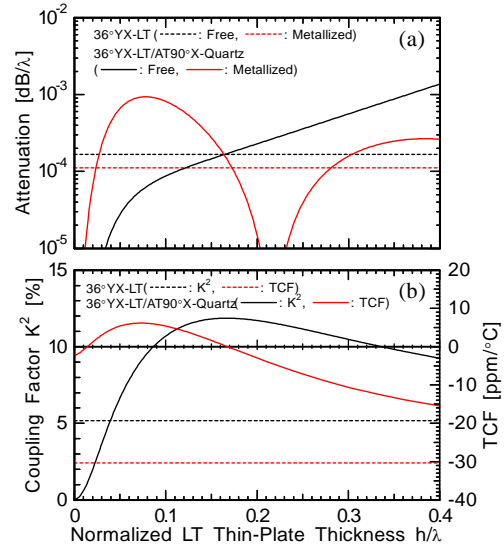 36°YX-LT (-----: Free, -----: Metallized)
(a)
36°YX-LT/AT90°X-Quartz
(——: Free, ——: Metallized)
Attenuation [dB/λ]
10-2
10-3
10-4
10-5
36°YX-LT(-----: K2, -----: TCF)
36°YX-LT/AT90°X-Quartz(——: K2, ——: TCF)
(b)
Coupling Factor K2 [%]
15
10
5
0
20
10
0
-10
-20
-30
-40
TCF [ppm/°C]
0 0.1 0.2 0.3 0.4
Normalized LT Thin-Plate Thickness h/λ